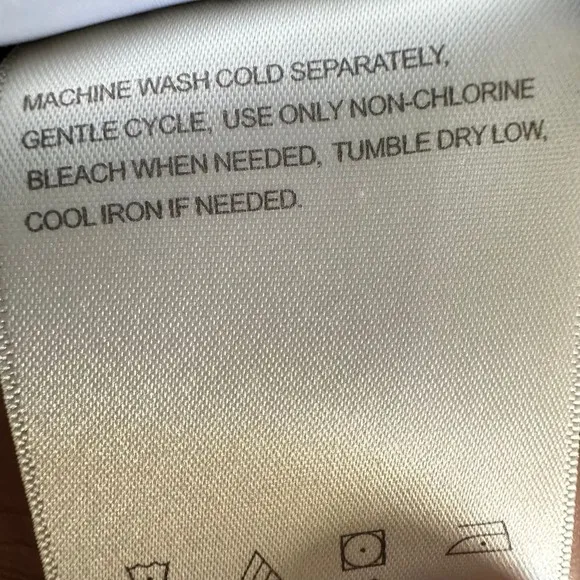 MACHINE WASH COLD SEPARATELY,
GENTLE CYCLE, USE ONLY NON-CHLORINE
BLEACH WHEN NEEDED, TUMBLE DRY LOW,
COOL IRON IF NEEDED.